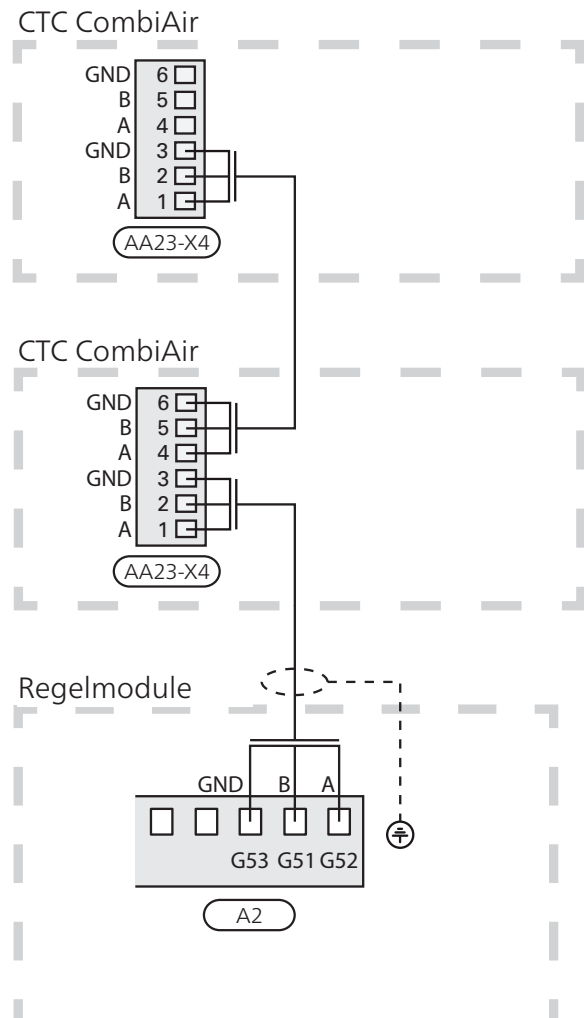 CTC CombiAir
GND 6
B 5
A 4
GND 3
B 2
A 1
AA23-X4
CTC CombiAir
GND 6
B 5
A 4
GND 3
B 2
A 1
AA23-X4
Regelmodule
GND B A
G53 G51 G52
A2